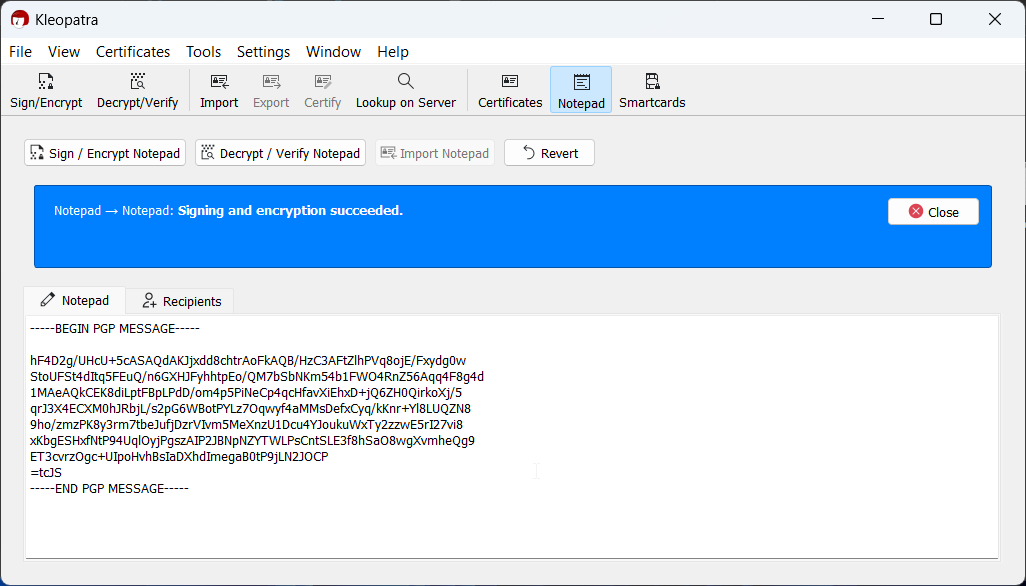 Kleopatra
File View Certificates Tools Settings Window Help
Sign/Encrypt Decrypt/Verify Import Export Certify Lookup on Server Certificates Notepad Smartcards
Sign / Encrypt Notepad Decrypt / Verify Notepad Import Notepad Revert
Notepad → Notepad: Signing and encryption succeeded. Close
Notepad Recipients
-----BEGIN PGP MESSAGE-----
hF4D2g/UHcU+5cASAQdAKJjxdd8chtrAoFkAQB/HzC3AFtZlhPVq8ojE/Fxydg0w
StoUFSt4dItq5FEuQ/n6GXHJFyhhtpEo/QM7bSbNKm54b1FWO4RnZ56Aqq4F8g4d
1MAeAQkCEK8diLptFBpLPdD/om4p5PiNeCp4qcHfavXiEhxD+jQ6ZH0QirkoXj/5
qrJ3X4ECXM0hJRbjL/s2pG6WBotPYLz7Oqwyf4aMMsDefxCyq/kKnr+Yl8LUQZN8
9ho/zmzPK8y3rm7tbeJufjDzrVIvm5MeXnzU1Dcu4YJoukuWxTy2zzwE5rI27vi8
xKbgESHxfNtP94UqlOyjPgszAIP2JBNpNZYTWLPsCntSLE3f8hSaO8wgXvmheQg9
ET3cvrzOgc+UIpoHvhBsIaDXhdImegaB0tP9jLN2JOCP
=tcJS
-----END PGP MESSAGE-----